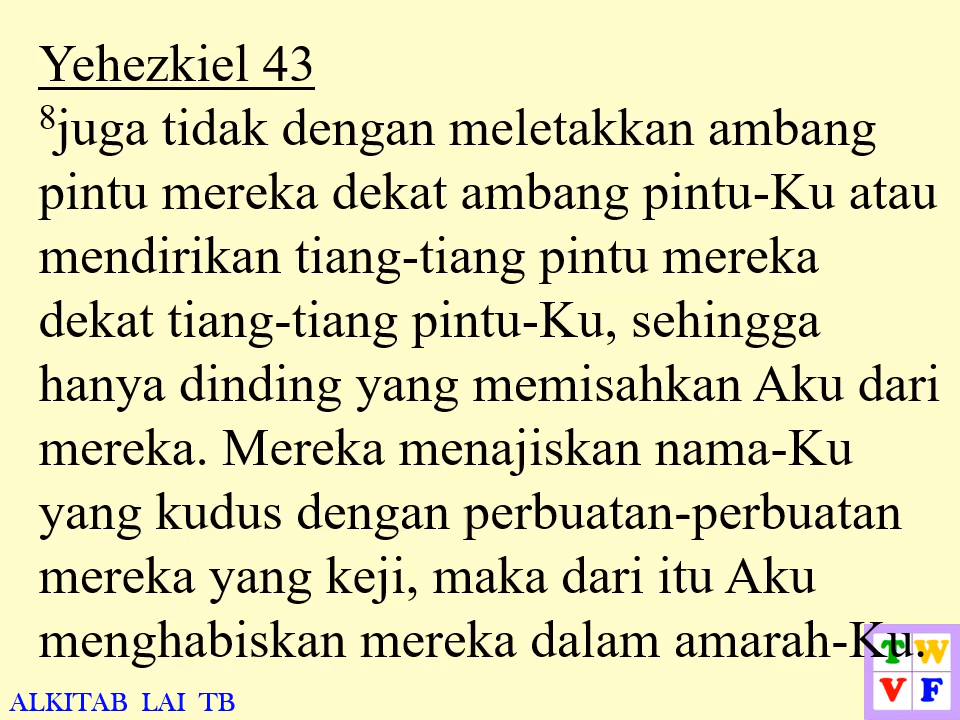 Yehezkiel 43
8juga tidak dengan meletakkan ambang
pintu mereka dekat ambang pintu-Ku atau
mendirikan tiang-tiang pintu mereka
dekat tiang-tiang pintu-Ku, sehingga
hanya dinding yang memisahkan Aku dari
mereka. Mereka menajiskan nama-Ku
yang kudus dengan perbuatan-perbuatan
mereka yang keji, maka dari itu Aku
menghabiskan mereka dalam amarah-Ku.
T W
V F
ALKITAB LAI TB